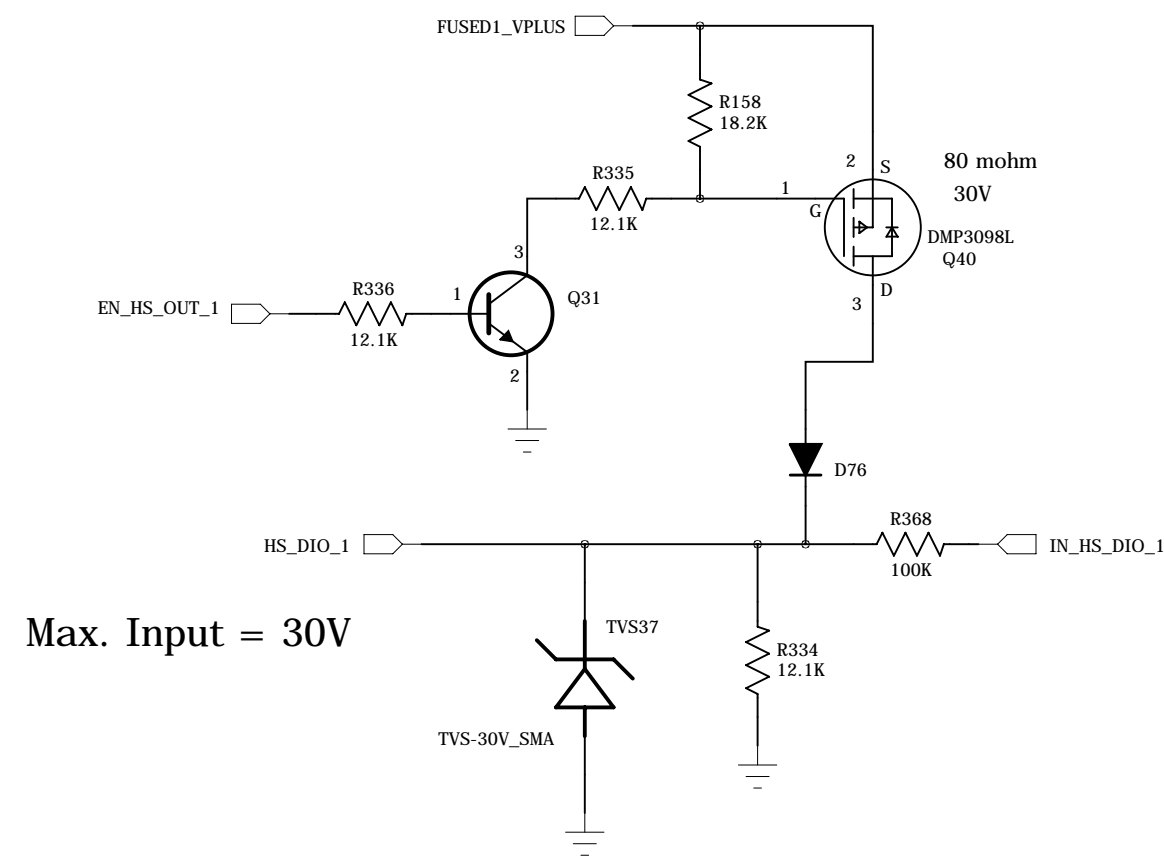 FUSED1_VPLUS
R158
18.2K
2
S
80 mohm
30V
R335
12.1K
1
G
DMP3098L
Q40
3
D
3
EN_HS_OUT_1
R336
12.1K
1
Q31
2
D76
HS_DIO_1
R368
100K
IN_HS_DIO_1
Max. Input = 30V
TVS37
TVS-30V_SMA
R334
12.1K